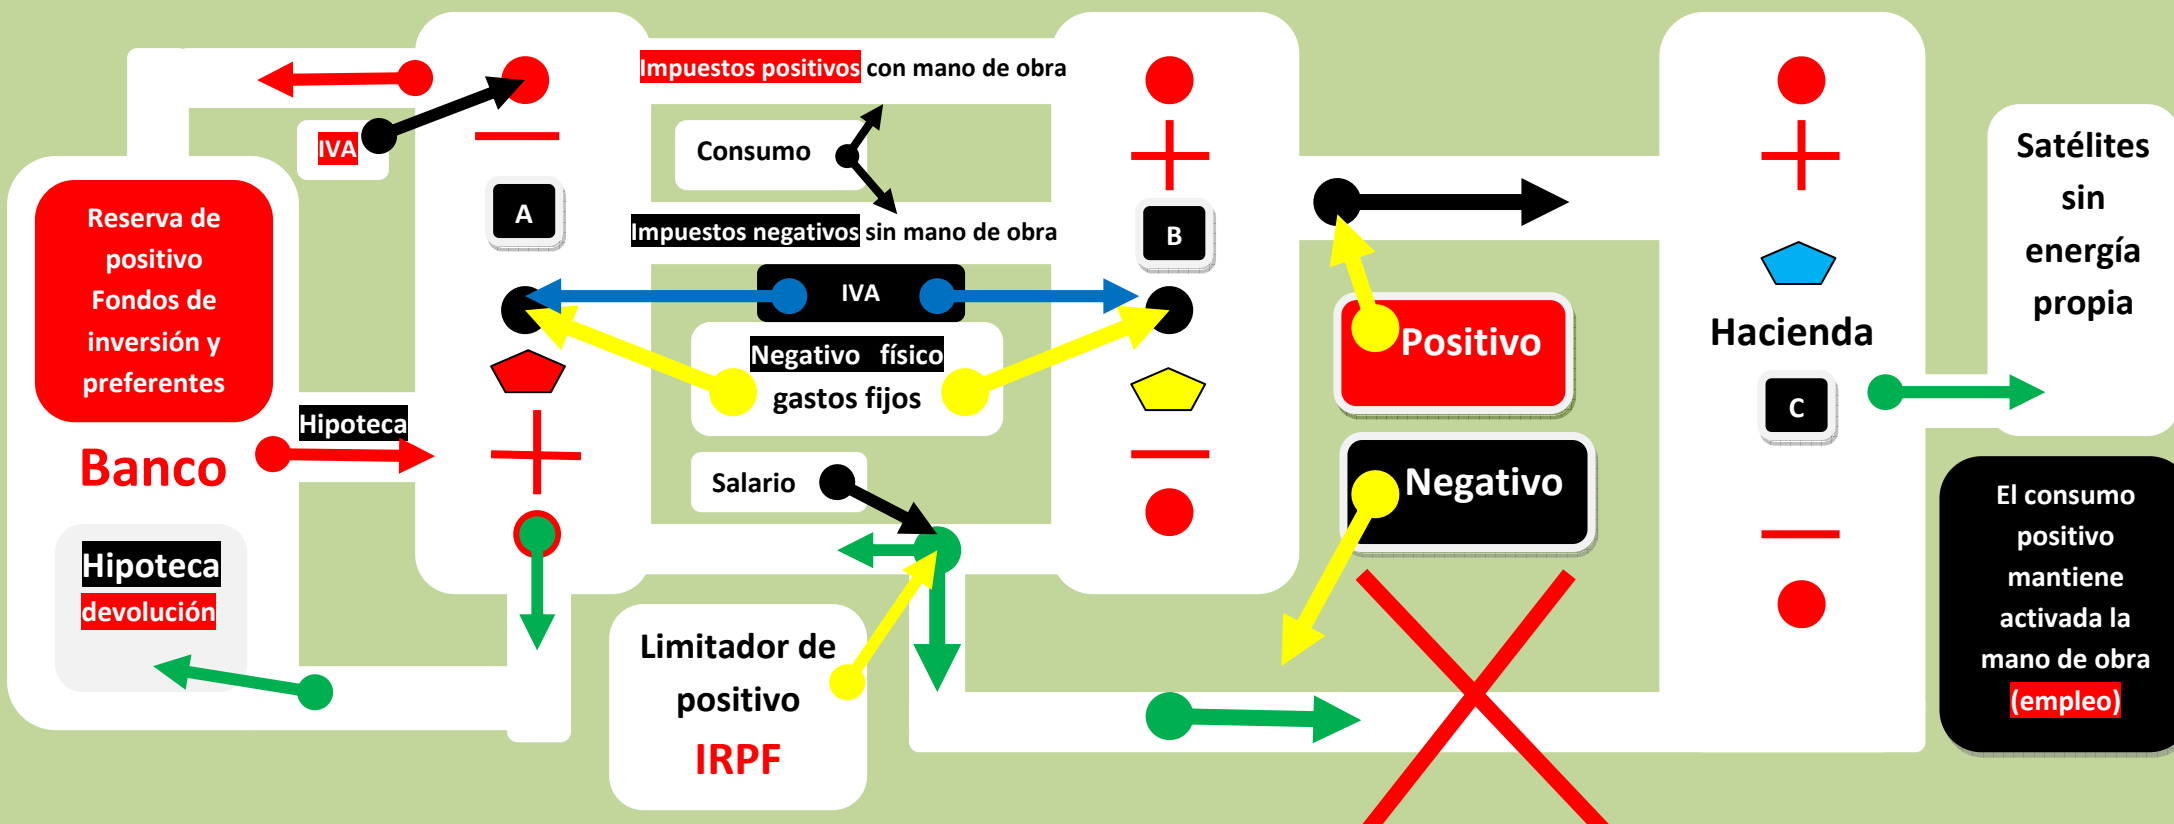 Impuestos positivos con mano de obra
IVA
Consumo
A
Impuestos negativos sin mano de obra
B
IVA
Negativo físico
gastos fijos
Reserva de
positivo
Fondos de
inversión y
preferentes
Hipoteca
Banco
Salario
Hipoteca
devolución
Limitador de
positivo
IRPF
Positivo
Negativo
Hacienda
C
Satélites
sin
energía
propia
El consumo
positivo
mantiene
activada la
mano de obra
(empleo)